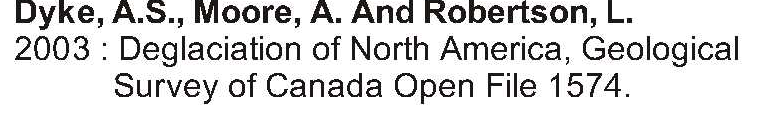 Dyke, A.S., Moore, A. And Robertson, L.
2003 : Deglaciation of North America, Geological
Survey of Canada Open File 1574.